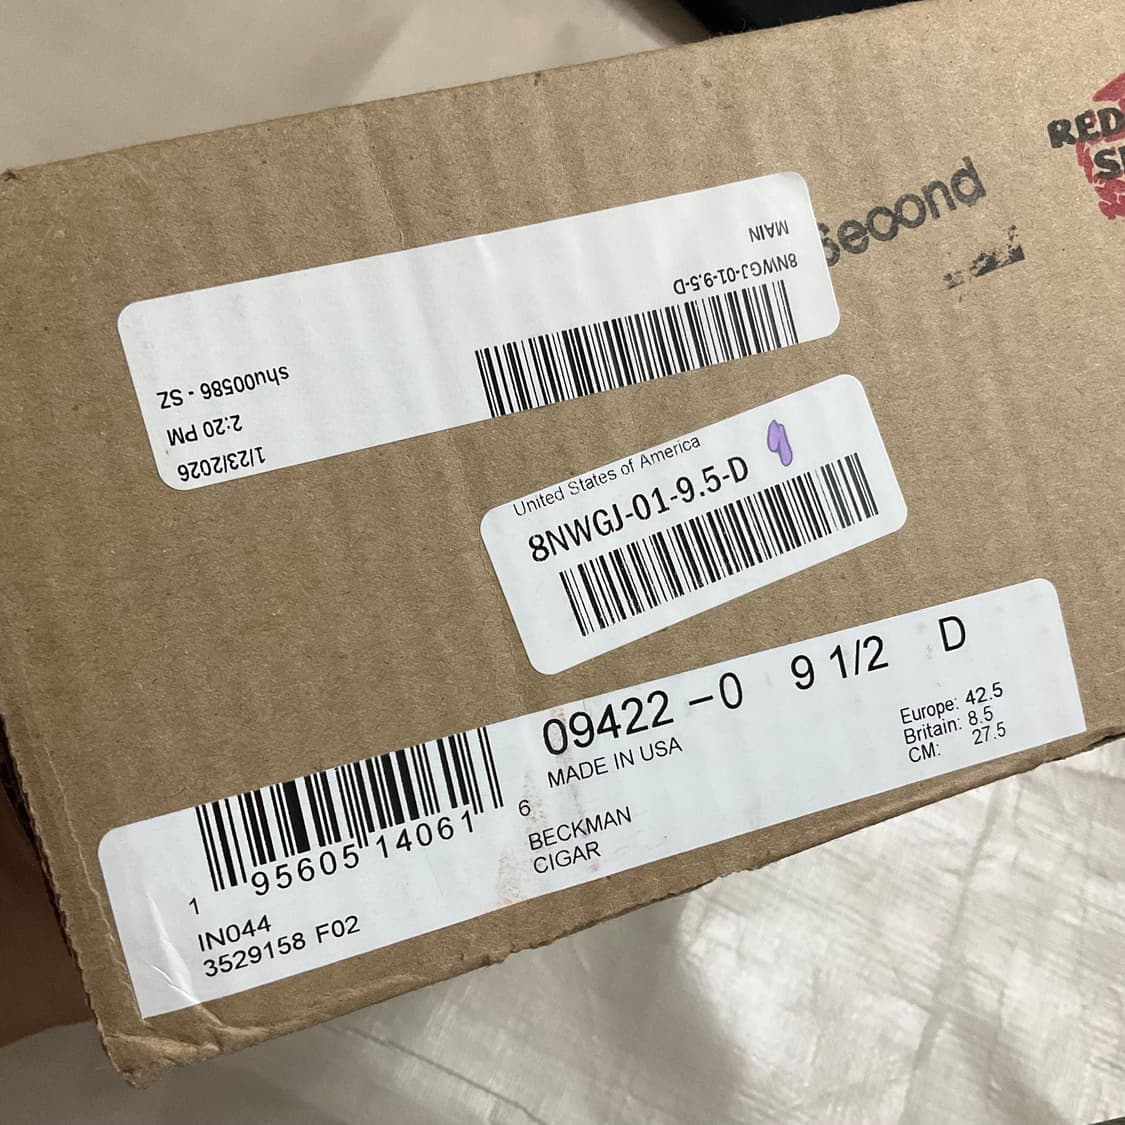 RED
Second
MAIN
8NWGJ-01-9.5-D
shu00586 - SZ
2:20 PM
1/23/2026
United States of America
8NWGJ-01-9.5-D
09422 -0 9 1/2 D
MADE IN USA
Europe: 42.5
Britain: 8.5
CM: 27.5
BECKMAN
CIGAR
1 95605 14061 6
IN044
3529158 F02